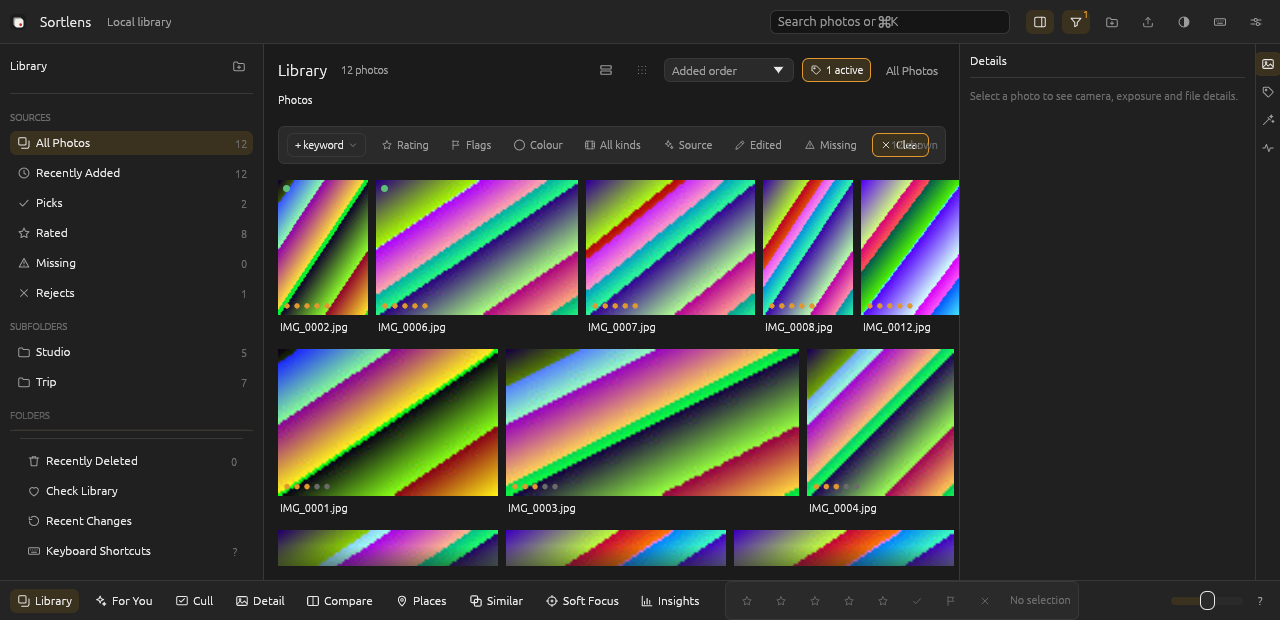 Sortlens Local library Search photos or ⌘K 1
Library
Library 12 photos Added order 1 active All Photos
Details
Select a photo to see camera, exposure and file details.
Photos
SOURCES
All Photos 12
Recently Added 12
Picks 2
Rated 8
Missing 0
Rejects 1
SUBFOLDERS
Studio 5
Trip 7
FOLDERS
Recently Deleted 0
Check Library
Recent Changes
Keyboard Shortcuts ?
+ keyword Rating Flags Colour All kinds Source Edited Missing Clear
IMG_0002.jpg IMG_0006.jpg IMG_0007.jpg IMG_0008.jpg IMG_0012.jpg
IMG_0001.jpg IMG_0003.jpg IMG_0004.jpg
Library For You Cull Detail Compare Places Similar Soft Focus Insights No selection ?